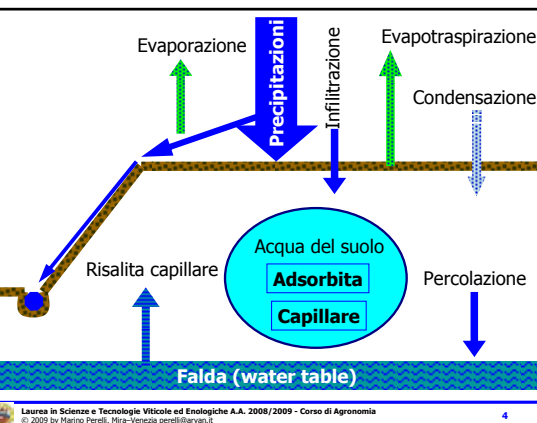 Evaporazione
Precipitazioni
Infilitrazione
Evapotraspirazione
Condensazione
Acqua del suolo
Adsorbita
Capillare
Risalita capillare
Percolazione
Falda (water table)
Laurea in Scienze e Tecnologie Viticole ed Enologiche A.A. 2008/2009 - Corso di Agronomia
© 2009 by Marino Perelli, Mira–Venezia perelli@arvan.it
4